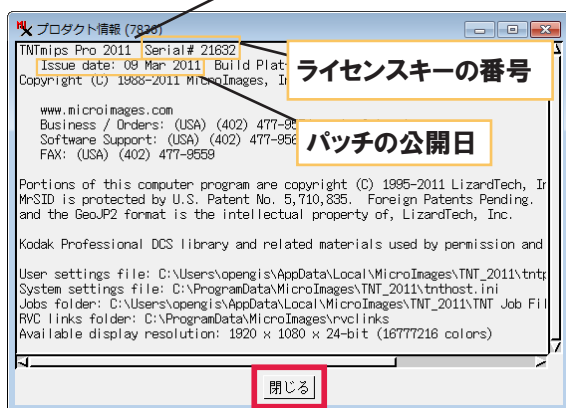 プロダクト情報 (7836)
TNTmips Pro 2011 Serial# 21632
ライセンスキーの番号
Issue date: 09 Mar 2011 Build
Copyright (C) 1988-2011 MicroImages,
www.microimages.com
Business / Orders: (USA) (402)
パッチの公開日
Software Support: (USA) (402)
FAX: (USA) (402) 477-9559
Portions of this computer program are copyright (C) 1995-2011 LizardTech,
MrSID is protected by U.S. Patent No. 5,710,835. Foreign Patents Pending.
and the GeoJP2 format is the intellectual property of, LizardTech, Inc.
Kodak Professional DCS library and related materials used by permission and
User settings file: C:\Users\opengis\AppData\Local\MicroImages\TNT_2011\tnt
System settings file: C:\ProgramData\MicroImages\TNT_2011\tnthost.ini
Jobs folder: C:\Users\opengis\AppData\Local\MicroImages\TNT_2011\TNT Job Fil
RVC links folder: C:\ProgramData\MicroImages\rvclinks
Available display resolution: 1920 x 1080 x 24-bit (16777216 colors)
閉じる